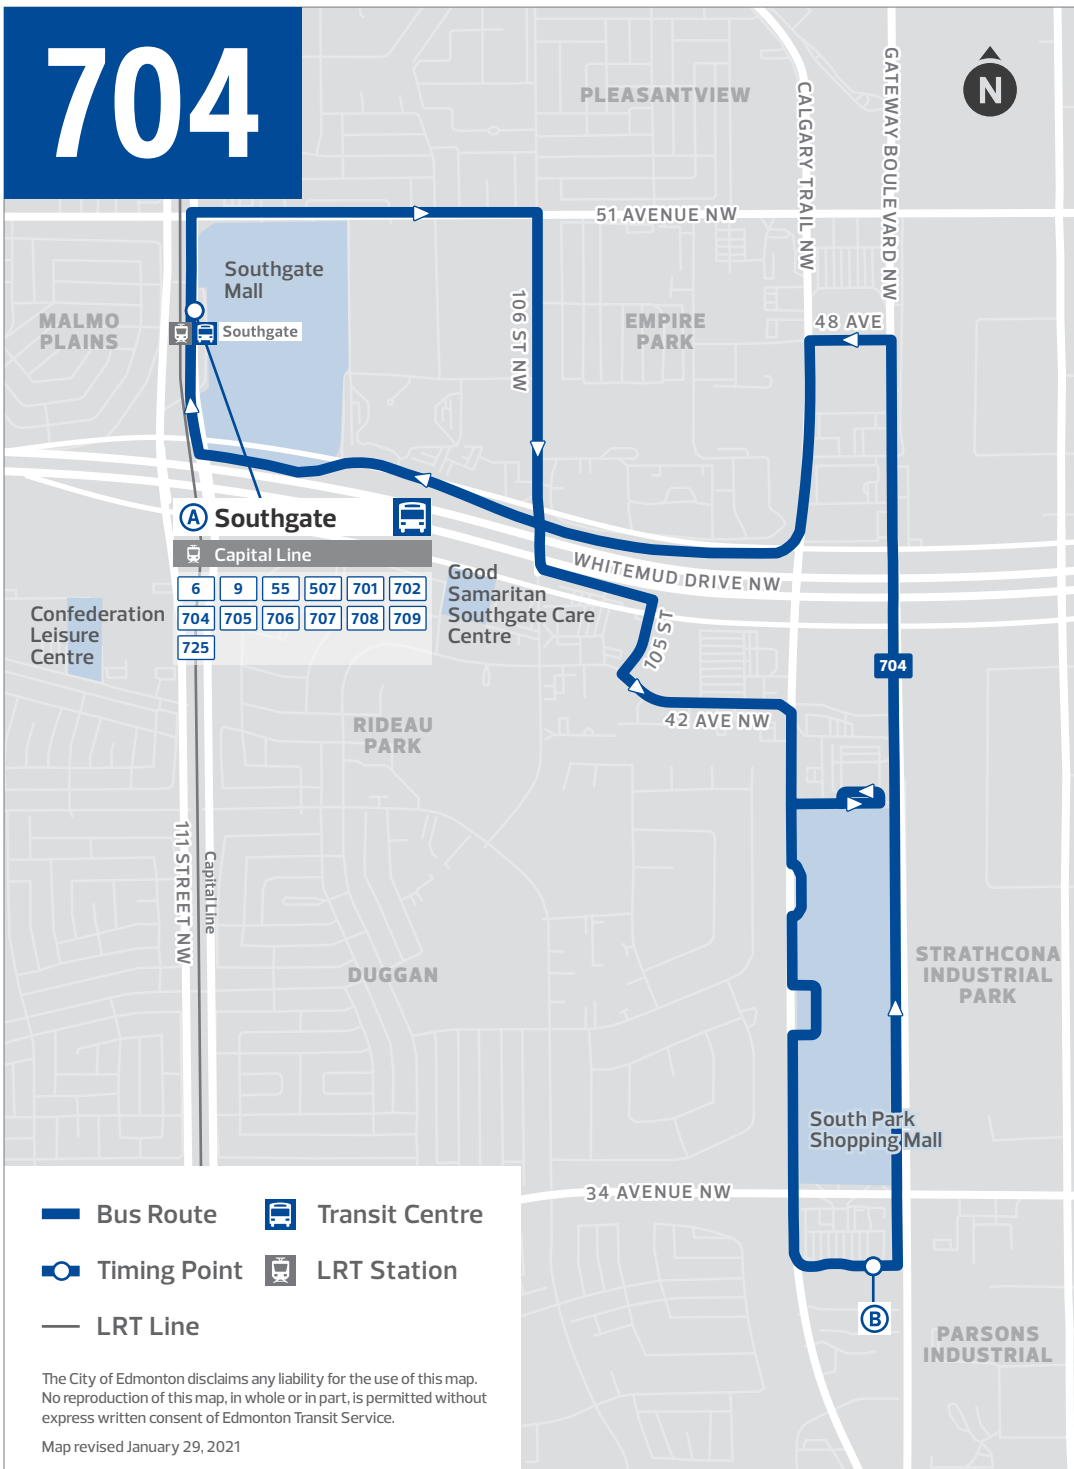 704
N
PLEASANTVIEW
CALGARY TRAIL NW
GATEWAY BOULEVARD NW
51 AVENUE NW
Southgate
Mall
106 ST NW
MALMO
PLAINS
Southgate
EMPIRE
PARK
48 AVE
A Southgate
Capital Line
6 9 55 507 701 702
704 705 706 707 708 709
725
WHITEMUD DRIVE NW
Good
Samaritan
Southgate Care
Centre
Confederation
Leisure
Centre
105 ST
704
42 AVE NW
RIDEAU
PARK
111 STREET NW
Capital Line
DUGGAN
STRATHCONA
INDUSTRIAL
PARK
South Park
Shopping Mall
34 AVENUE NW
B
PARSONS
INDUSTRIAL
Bus Route
Transit Centre
Timing Point
LRT Station
LRT Line
The City of Edmonton disclaims any liability for the use of this map.
No reproduction of this map, in whole or in part, is permitted without
express written consent of Edmonton Transit Service.
Map revised January 29, 2021